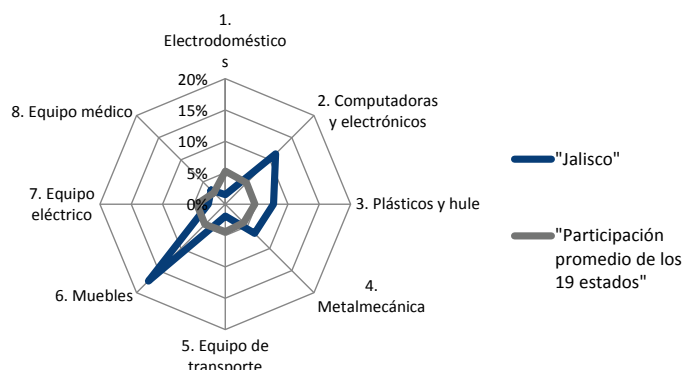 1.
Electrodoméstico
s
20%
15%
10%
5%
0%
2. Computadoras
y electrónicos
3. Plásticos y hule
4.
Metalmecánica
5. Equipo de
transporte
6. Muebles
7. Equipo
eléctrico
8. Equipo médico
"Jalisco"
"Participación
promedio de los
19 estados"